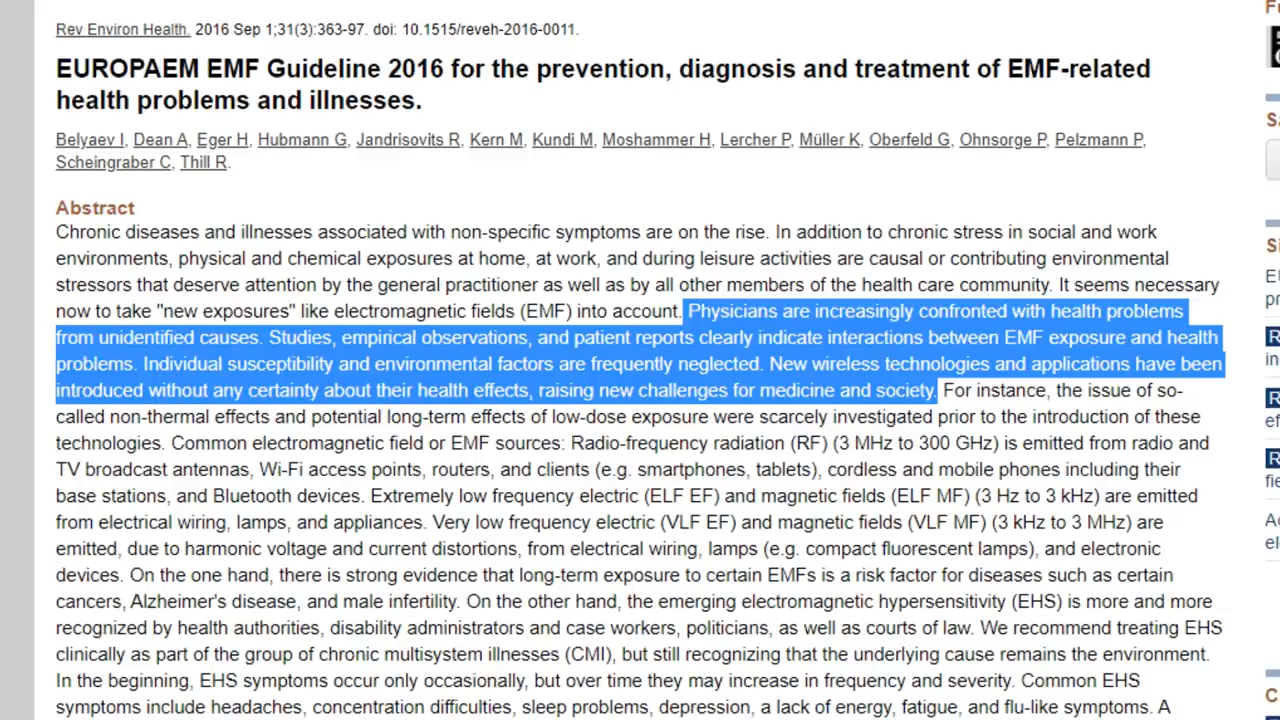 Rev Environ Health. 2016 Sep 1;31(3):363-97. doi: 10.1515/reveh-2016-0011.
EUROPAEM EMF Guideline 2016 for the prevention, diagnosis and treatment of EMF-related
health problems and illnesses.
Belyaev I, Dean A, Eger H, Hubmann G, Jandrisovits R, Kern M, Kundi M, Moshammer H, Lercher P, Müller K, Oberfeld G, Ohnsorge P, Pelzmann P,
Scheingraber C, Thill R.
Abstract
Chronic diseases and illnesses associated with non-specific symptoms are on the rise. In addition to chronic stress in social and work
environments, physical and chemical exposures at home, at work, and during leisure activities are causal or contributing environmental
stressors that deserve attention by the general practitioner as well as by all other members of the health care community. It seems necessary
now to take "new exposures" like electromagnetic fields (EMF) into account. Physicians are increasingly confronted with health problems
from unidentified causes. Studies, empirical observations, and patient reports clearly indicate interactions between EMF exposure and health
problems. Individual susceptibility and environmental factors are frequently neglected. New wireless technologies and applications have been
introduced without any certainty about their health effects, raising new challenges for medicine and society. For instance, the issue of so-
called non-thermal effects and potential long-term effects of low-dose exposure were scarcely investigated prior to the introduction of these
technologies. Common electromagnetic field or EMF sources: Radio-frequency radiation (RF) (3 MHz to 300 GHz) is emitted from radio and
TV broadcast antennas, Wi-Fi access points, routers, and clients (e.g. smartphones, tablets), cordless and mobile phones including their
base stations, and Bluetooth devices. Extremely low frequency electric (ELF EF) and magnetic fields (ELF MF) (3 Hz to 3 kHz) are emitted
from electrical wiring, lamps, and appliances. Very low frequency electric (VLF EF) and magnetic fields (VLF MF) (3 kHz to 3 MHz) are
emitted, due to harmonic voltage and current distortions, from electrical wiring, lamps (e.g. compact fluorescent lamps), and electronic
devices. On the one hand, there is strong evidence that long-term exposure to certain EMFs is a risk factor for diseases such as certain
cancers, Alzheimer's disease, and male infertility. On the other hand, the emerging electromagnetic hypersensitivity (EHS) is more and more
recognized by health authorities, disability administrators and case workers, politicians, as well as courts of law. We recommend treating EHS
clinically as part of the group of chronic multisystem illnesses (CMI), but still recognizing that the underlying cause remains the environment.
In the beginning, EHS symptoms occur only occasionally, but over time they may increase in frequency and severity. Common EHS
symptoms include headaches, concentration difficulties, sleep problems, depression, a lack of energy, fatigue, and flu-like symptoms. A